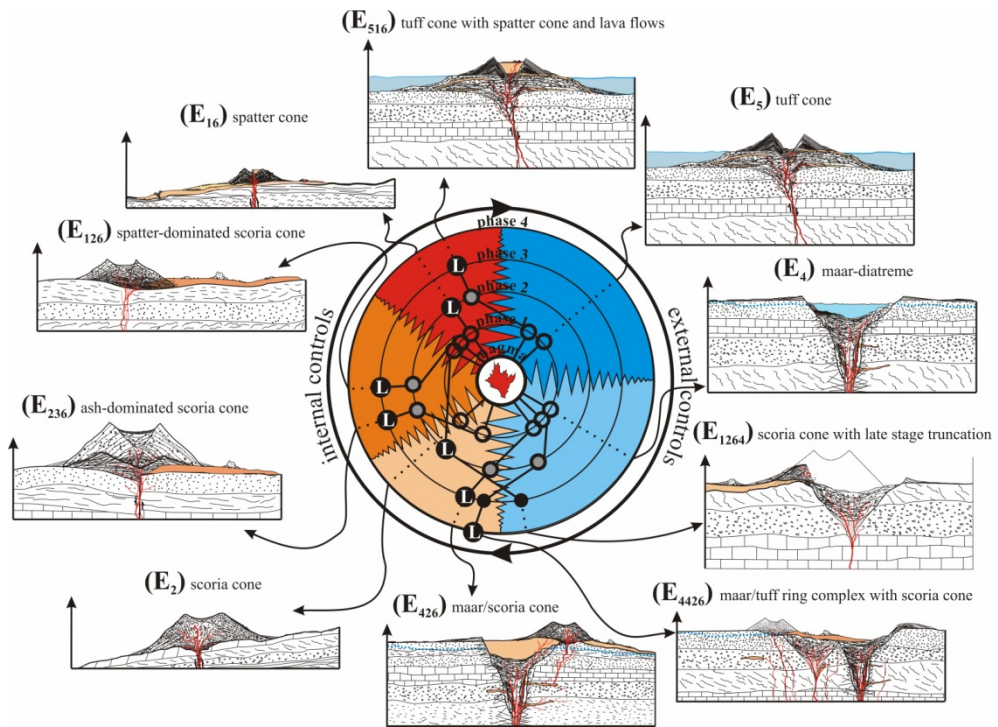 (E516) tuff cone with spatter cone and lava flows
(E16) spatter cone
(E5) tuff cone
(E126) spatter-dominated scoria cone
(E4) maar-diatreme
phase 4
phase 3
phase 2
phase 1
magma
internal controls
external controls
L
L
L
L
L
L
L
(E236) ash-dominated scoria cone
(E1264) scoria cone with late stage truncation
(E2) scoria cone
(E426) maar/scoria cone
(E4426) maar/tuff ring complex with scoria cone